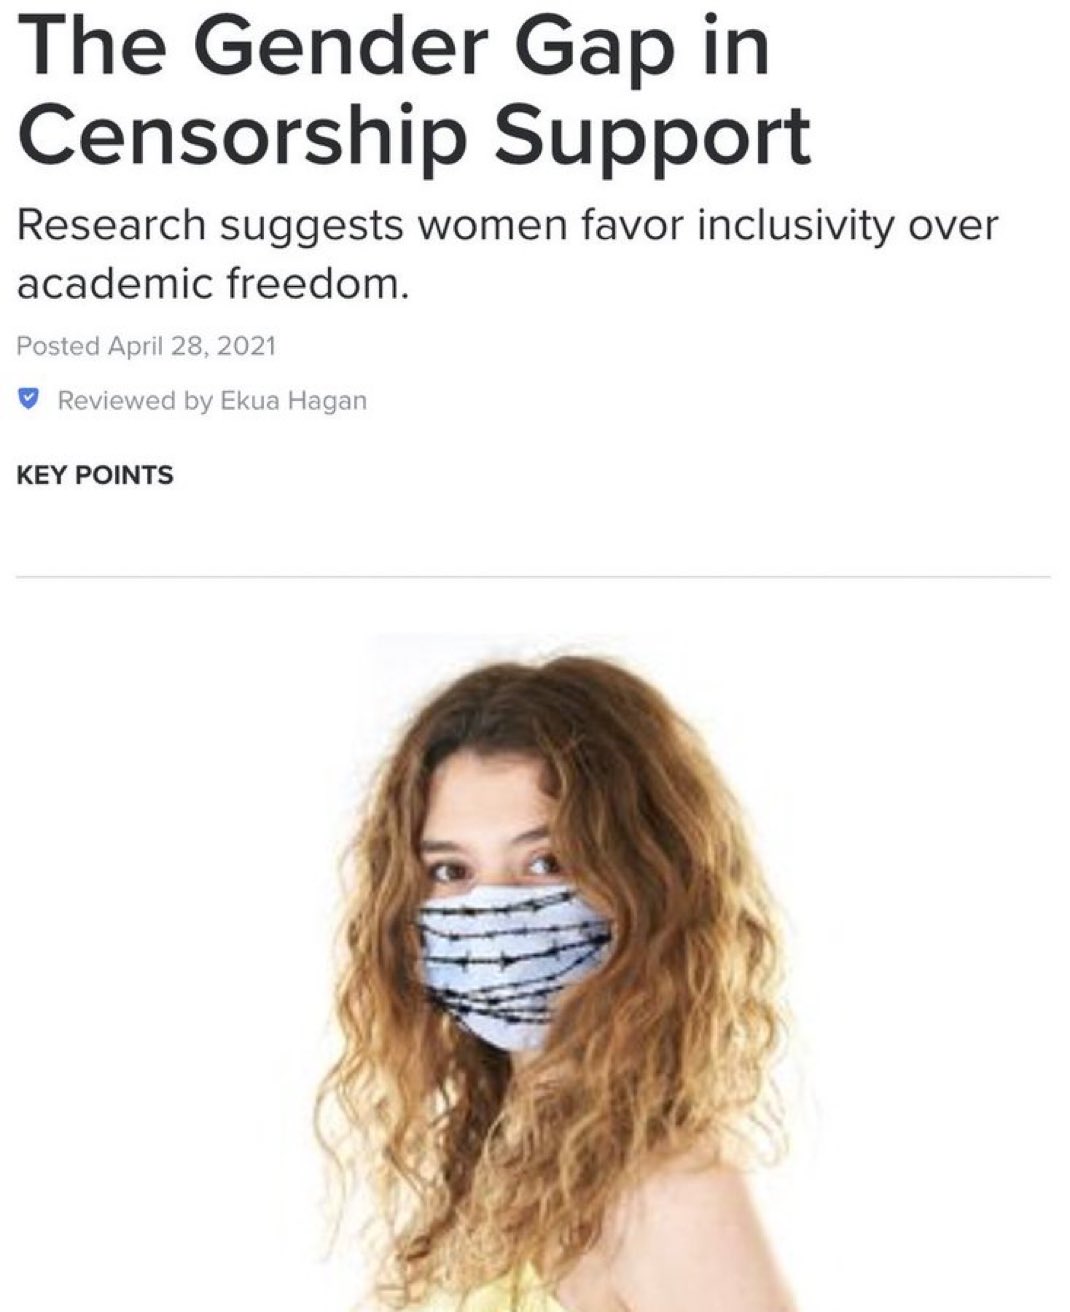 The Gender Gap in
Censorship Support
Research suggests women favor inclusivity over
academic freedom.
Posted April 28, 2021
Reviewed by Ekua Hagan
KEY POINTS